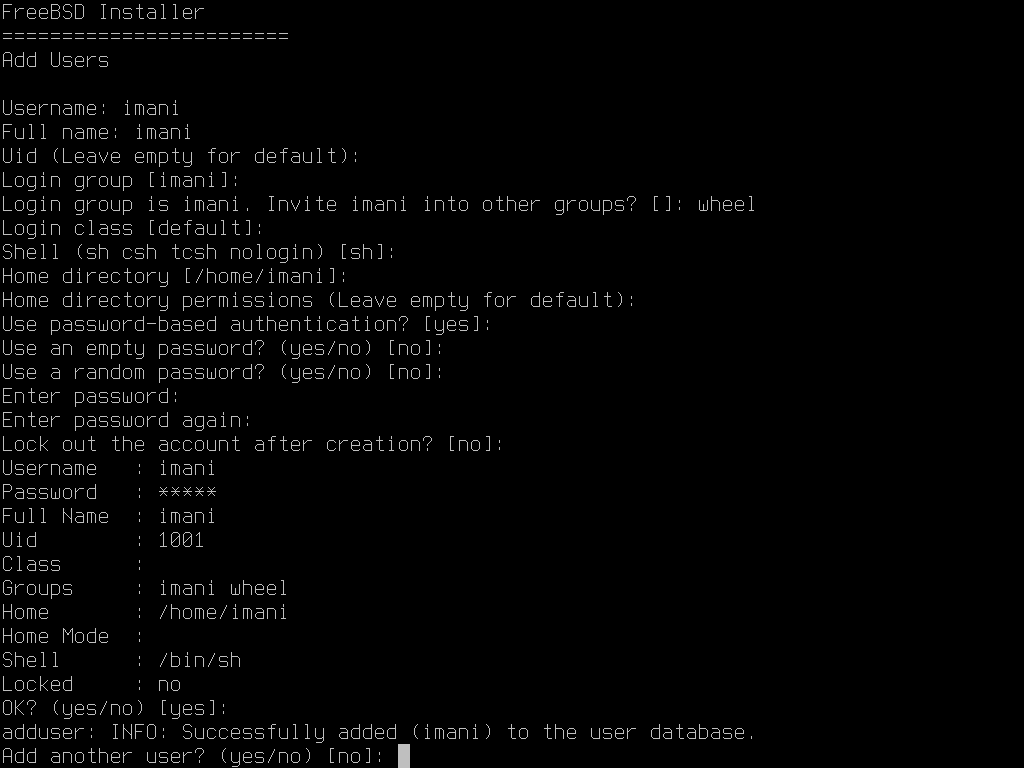 FreeBSD Installer
========================
Add Users

Username: imani
Full name: imani
Uid (Leave empty for default):
Login group [imani]:
Login group is imani. Invite imani into other groups? []: wheel
Login class [default]:
Shell (sh csh tcsh nologin) [sh]:
Home directory [/home/imani]:
Home directory permissions (Leave empty for default):
Use password-based authentication? [yes]:
Use an empty password? (yes/no) [no]:
Use a random password? (yes/no) [no]:
Enter password:
Enter password again:
Lock out the account after creation? [no]:
Username   : imani
Password   : *****
Full Name  : imani
Uid        : 1001
Class      :
Groups     : imani wheel
Home       : /home/imani
Home Mode  :
Shell      : /bin/sh
Locked     : no
OK? (yes/no) [yes]:
adduser: INFO: Successfully added (imani) to the user database.
Add another user? (yes/no) [no]: